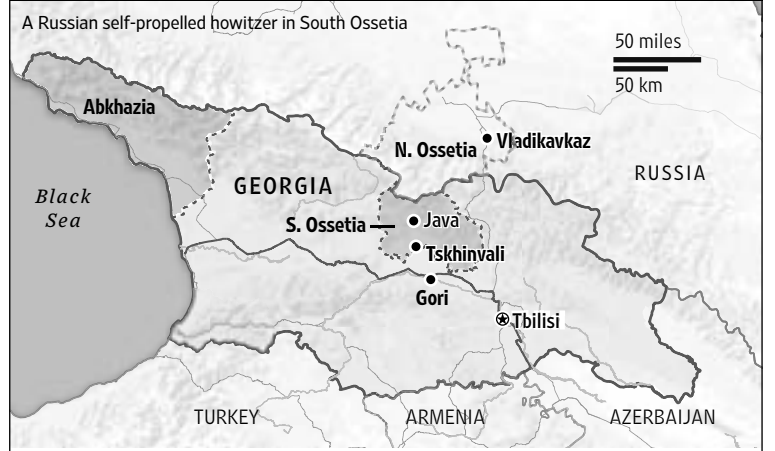 A Russian self-propelled howitzer in South Ossetia
50 miles
50 km
Abkhazia
N. Ossetia
Vladikavkaz
RUSSIA
GEORGIA
Black
Sea
S. Ossetia
Java
Tskhinvali
Gori
Tbilisi
TURKEY
ARMENIA
AZERBAIJAN